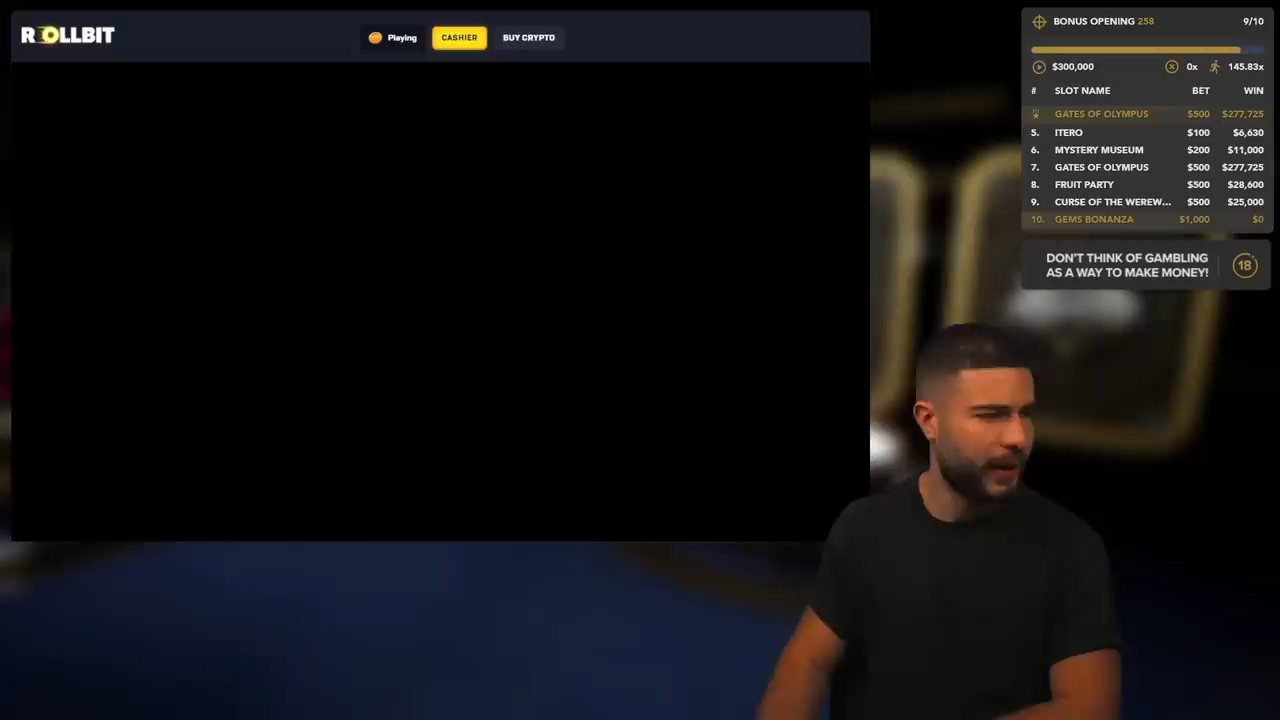 ROLLBIT
Playing
CASHIER
BUY CRYPTO
BONUS OPENING 258
9/10
$300,000
0x
145.83x
# SLOT NAME BET WIN
GATES OF OLYMPUS $500 $277,725
5. ITERO $100 $6,630
6. MYSTERY MUSEUM $200 $11,000
7. GATES OF OLYMPUS $500 $277,725
8. FRUIT PARTY $500 $28,600
9. CURSE OF THE WEREW... $500 $25,000
10. GEMS BONANZA $1,000 $0
DON'T THINK OF GAMBLING
AS A WAY TO MAKE MONEY!
18+